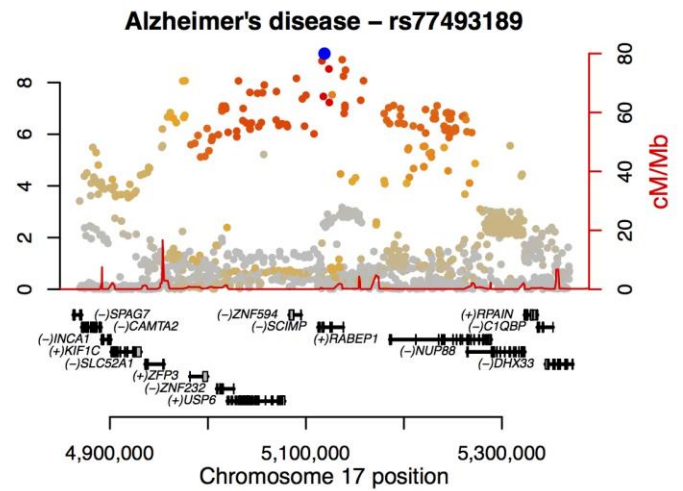 Alzheimer's disease – rs77493189
8
6
4
2
0
80
60
40
20
0
cM/Mb
(−)SPAG7
(−)ZNF594
(+)RPAIN
(−)CAMTA2
(−)SCIMP
(−)C1QBP
(−)INCA1
(+)RABEP1
(+)KIF1C
(−)NUP88
(−)SLC52A1
(−)DHX33
(+)ZFP3
(−)ZNF232
(+)USP6
4,900,000
5,100,000
5,300,000
Chromosome 17 position